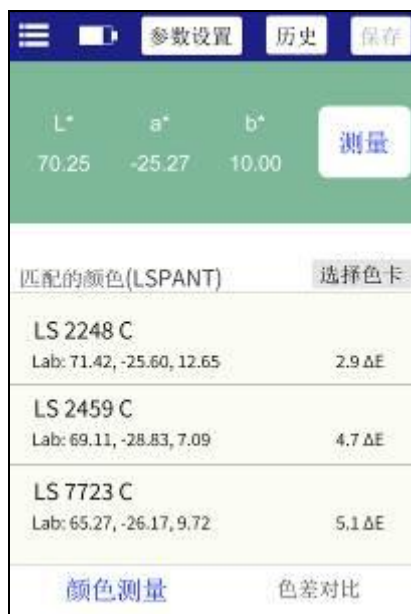 参数设置 历史 保存
L* a* b*
70.25 -25.27 10.00
测量
匹配的颜色(LSPANT) 选择色卡
LS 2248 C
Lab: 71.42, -25.60, 12.65 2.9 ΔE
LS 2459 C
Lab: 69.11, -28.83, 7.09 4.7 ΔE
LS 7723 C
Lab: 65.27, -26.17, 9.72 5.1 ΔE
颜色测量 色差对比